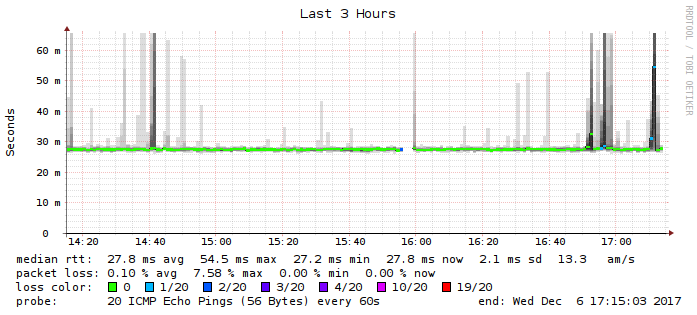 Last 3 Hours
RRDTOOL / TOBI OETIKER
Seconds
60 m
50 m
40 m
30 m
20 m
10 m
0
14:20 14:40 15:00 15:20 15:40 16:00 16:20 16:40 17:00
median rtt: 27.8 ms avg 54.5 ms max 27.2 ms min 27.8 ms now 2.1 ms sd 13.3 am/s
packet loss: 0.10 % avg 7.58 % max 0.00 % min 0.00 % now
loss color: 0 1/20 2/20 3/20 4/20 10/20 19/20
probe: 20 ICMP Echo Pings (56 Bytes) every 60s end: Wed Dec 6 17:15:03 2017